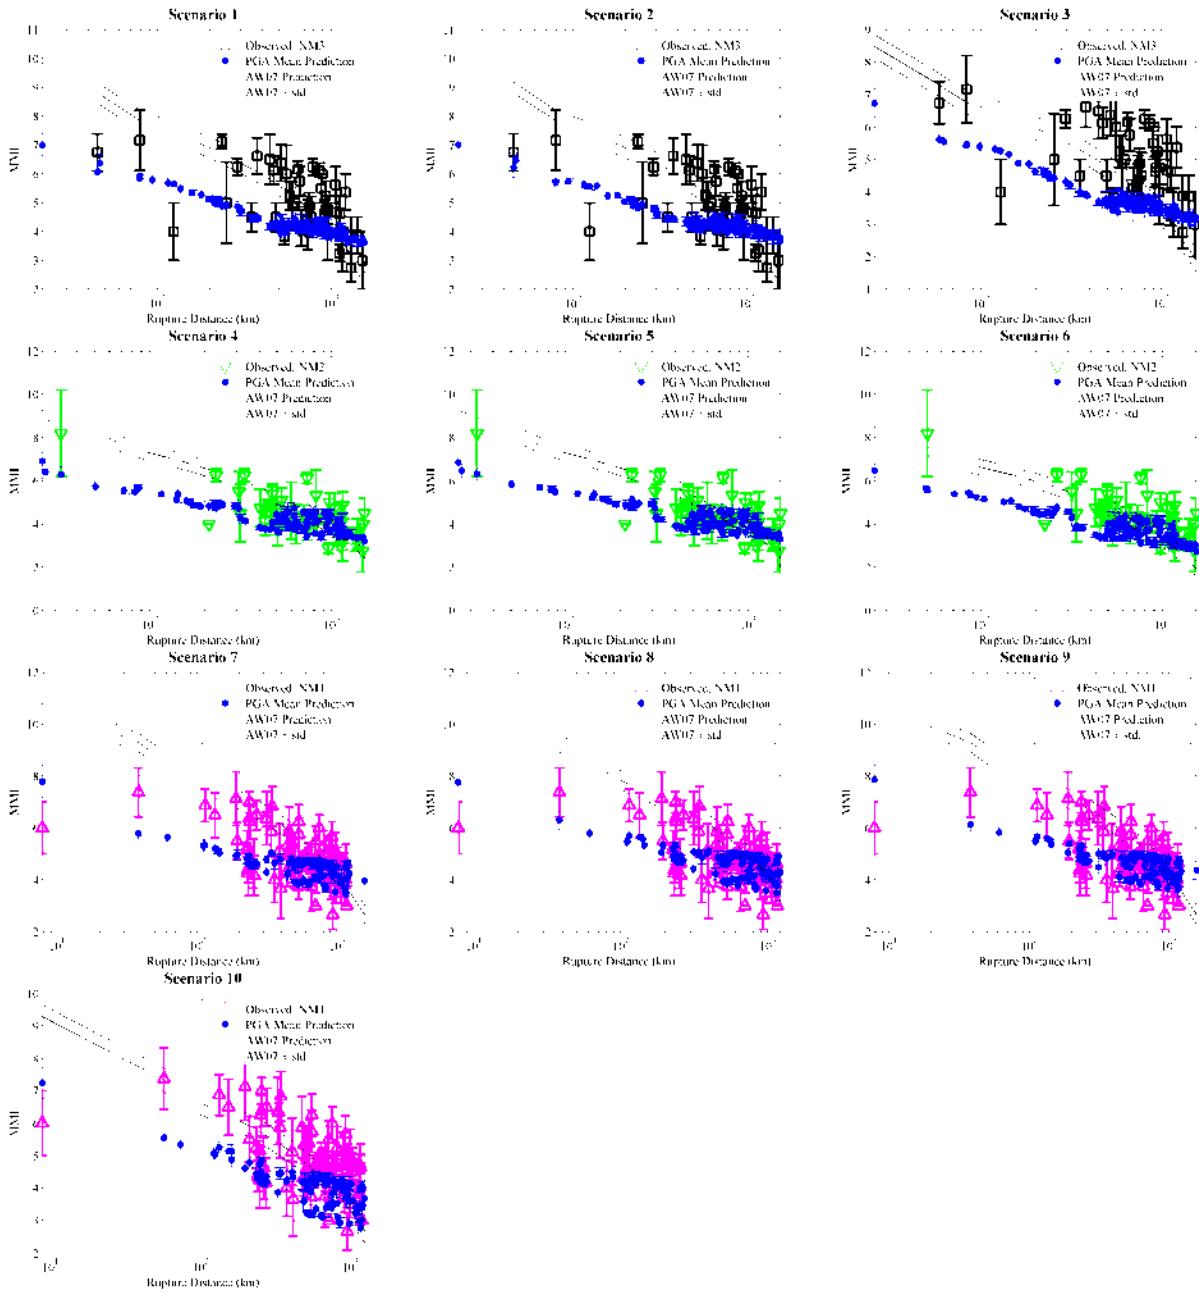 Scenario 1
Observed, NM3
PGA Mean Prediction
AW07 Prediction
AW07 + std
MMI
Rupture Distance (km)
Scenario 2
Observed, NM3
PGA Mean Prediction
AW07 Prediction
AW07 + std
MMI
Rupture Distance (km)
Scenario 3
Observed, NM3
PGA Mean Prediction
AW07 Prediction
AW07 + std
MMI
Rupture Distance (km)
Scenario 4
Observed, NM2
PGA Mean Prediction
AW07 Prediction
AW07 + std
MMI
Rupture Distance (km)
Scenario 5
Observed, NM2
PGA Mean Prediction
AW07 Prediction
AW07 + std
MMI
Rupture Distance (km)
Scenario 6
Observed, NM2
PGA Mean Prediction
AW07 Prediction
AW07 + std
MMI
Rupture Distance (km)
Scenario 7
Observed, NM1
PGA Mean Prediction
AW07 Prediction
AW07 + std
MMI
Rupture Distance (km)
Scenario 8
Observed, NM1
PGA Mean Prediction
AW07 Prediction
AW07 + std
MMI
Rupture Distance (km)
Scenario 9
Observed, NM1
PGA Mean Prediction
AW07 Prediction
AW07 + std
MMI
Rupture Distance (km)
Scenario 10
Observed, NM1
PGA Mean Prediction
AW07 Prediction
AW07 + std
MMI
Rupture Distance (km)